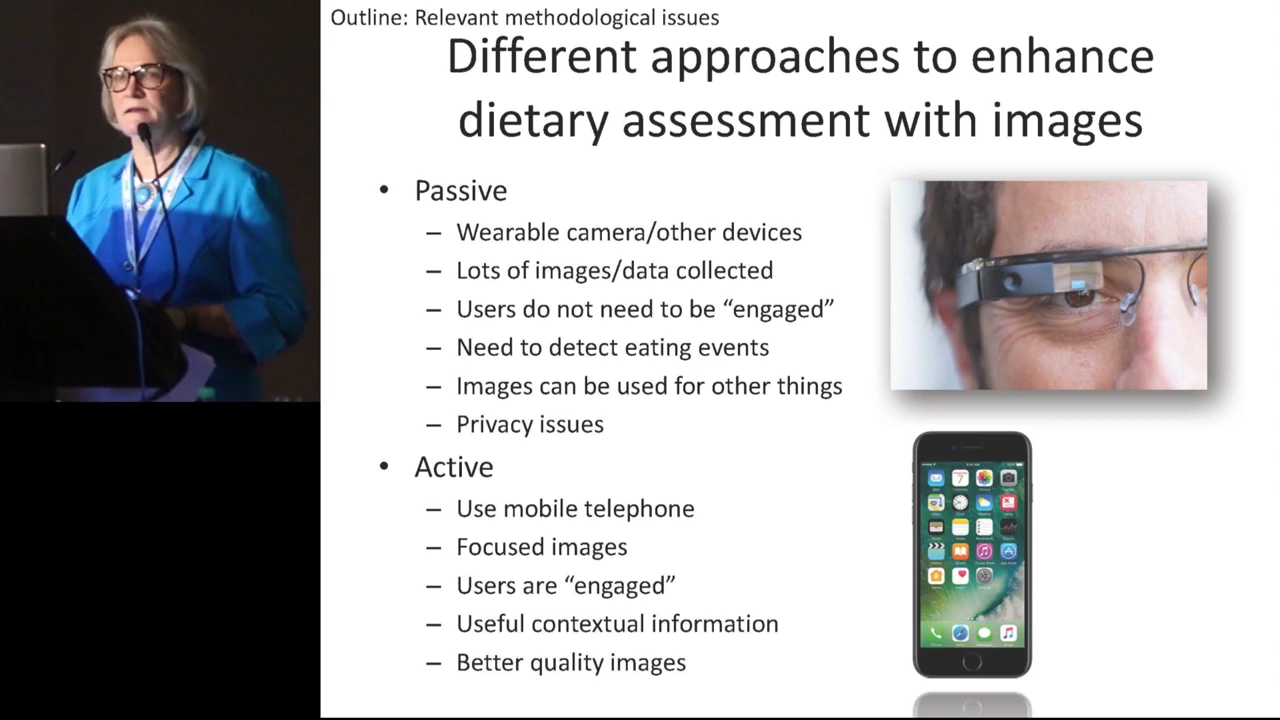 Outline: Relevant methodological issues
Different approaches to enhance
dietary assessment with images
• Passive
– Wearable camera/other devices
– Lots of images/data collected
– Users do not need to be “engaged”
– Need to detect eating events
– Images can be used for other things
– Privacy issues
• Active
– Use mobile telephone
– Focused images
– Users are “engaged”
– Useful contextual information
– Better quality images